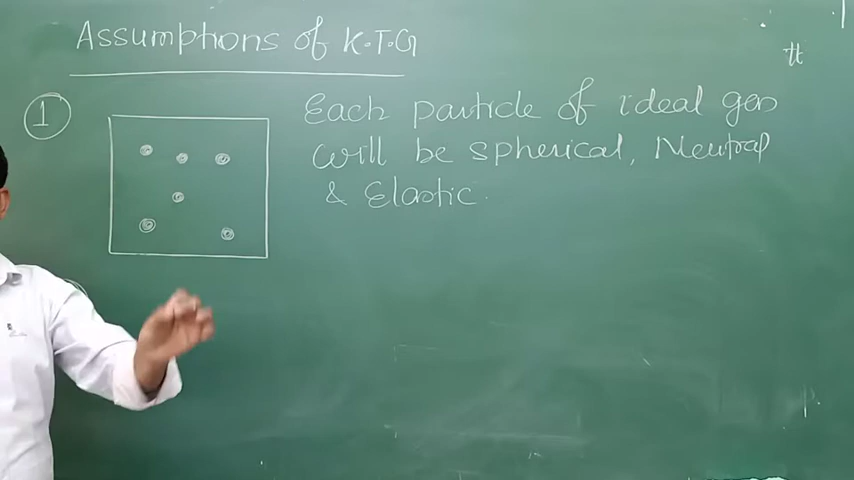 Assumptions of K.T.G
1
Each particle of ideal gas
will be spherical, Neutral
& Elastic.